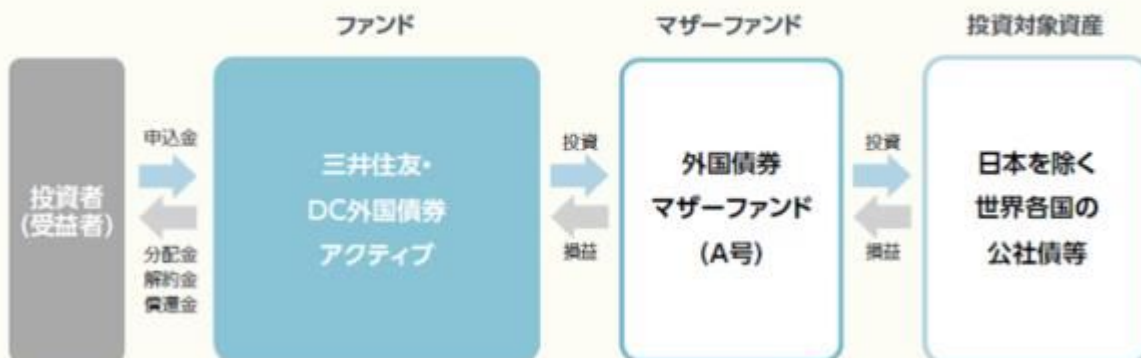 ファンド
マザーファンド
投資対象資産
投資者
(受益者)
申込金
分配金
解約金
償還金
三井住友・
DC外国債券
アクティブ
投資
損益
外国債券
マザーファンド
(A号)
投資
損益
日本を除く
世界各国の
公社債等